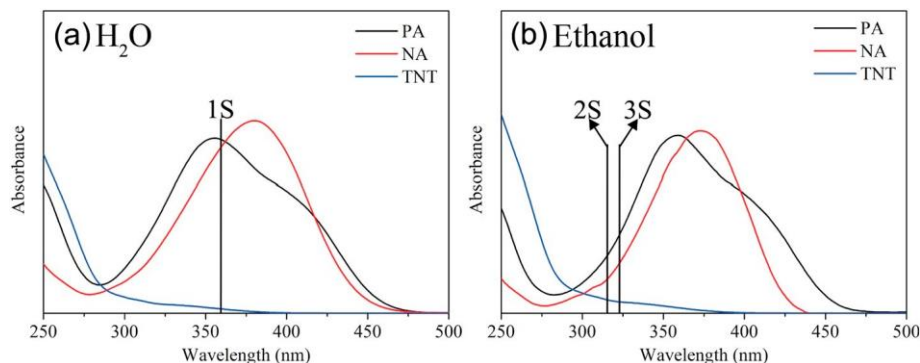 (a) H₂O
PA
NA
TNT
1S
Absorbance
250 300 350 400 450 500
Wavelength (nm)
(b) Ethanol
PA
NA
TNT
2S 3S
Absorbance
250 300 350 400 450 500
Wavelength (nm)